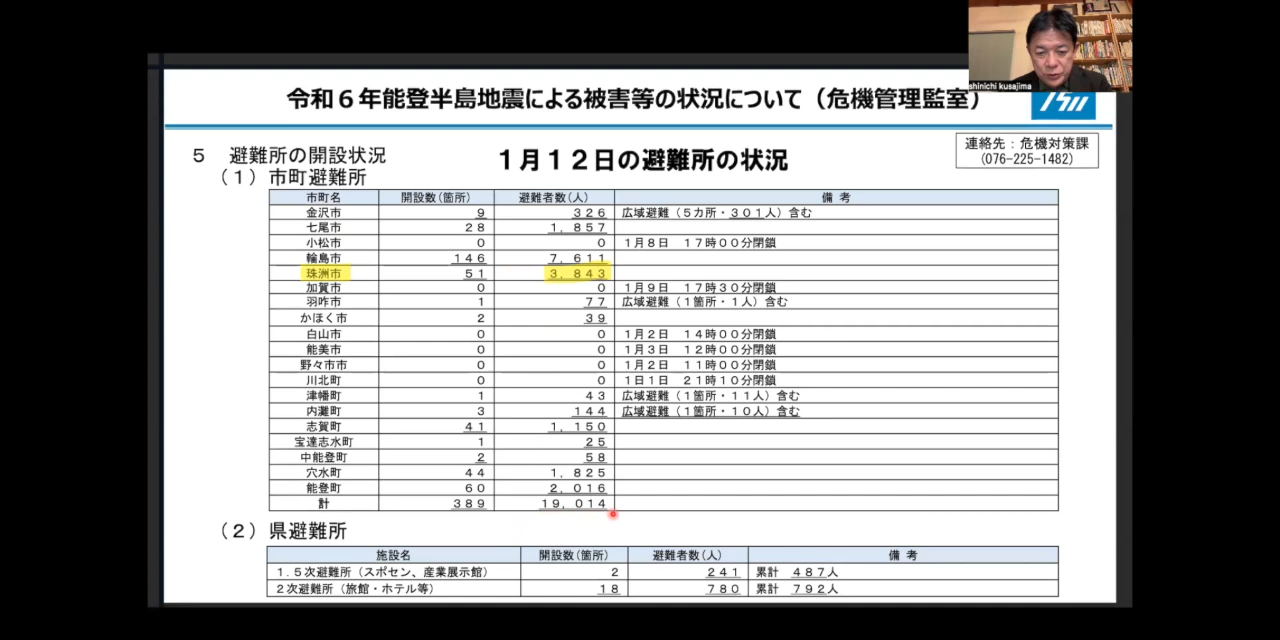 shinichi kusajima
令和６年能登半島地震による被害等の状況について（危機管理監室）
連絡先：危機対策課
(076-225-1482)
５　避難所の開設状況
１月１２日の避難所の状況
（１）市町避難所
市町名　開設数(箇所)　避難者数(人)　備 考
金沢市　９　３２６　広域避難（５カ所・３０１人）含む
七尾市　２８　１，８５７
小松市　０　０　１月８日　１７時００分閉鎖
輪島市　１４６　７，６１１
珠洲市　５１　３，８４３
加賀市　０　０　１月９日　１７時３０分閉鎖
羽咋市　１　７７　広域避難（１箇所・１人）含む
かほく市　２　３９
白山市　０　０　１月２日　１４時００分閉鎖
能美市　０　０　１月３日　１２時００分閉鎖
野々市市　０　０　１月２日　１１時００分閉鎖
川北町　０　０　１日１日　２１時１０分閉鎖
津幡町　１　４３　広域避難（１箇所・１１人）含む
内灘町　３　１４４　広域避難（１箇所・１０人）含む
志賀町　４１　１，１５０
宝達志水町　１　２５
中能登町　２　５８
穴水町　４４　１，８２５
能登町　６０　２，０１６
計　３８９　１９，０１４
（２）県避難所
施設名　開設数(箇所)　避難者数(人)　備 考
１.５次避難所（スポセン、産業展示館）　２　２４１　累計　４８７人
２次避難所（旅館・ホテル等）　１８　７８０　累計　７９２人